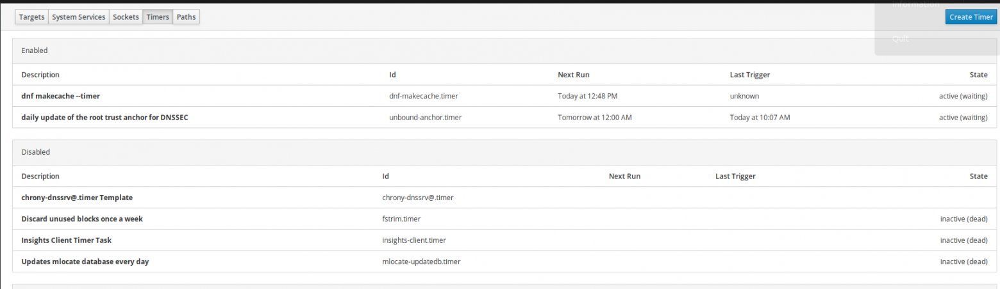 Information
Targets System Services Sockets Timers Paths Create Timer
Quit
Enabled
Description Id Next Run Last Trigger State
dnf makecache --timer dnf-makecache.timer Today at 12:48 PM unknown active (waiting)
daily update of the root trust anchor for DNSSEC unbound-anchor.timer Tomorrow at 12:00 AM Today at 10:07 AM active (waiting)
Disabled
Description Id Next Run Last Trigger State
chrony-dnssrv@.timer Template chrony-dnssrv@.timer
Discard unused blocks once a week fstrim.timer inactive (dead)
Insights Client Timer Task insights-client.timer inactive (dead)
Updates mlocate database every day mlocate-updatedb.timer inactive (dead)